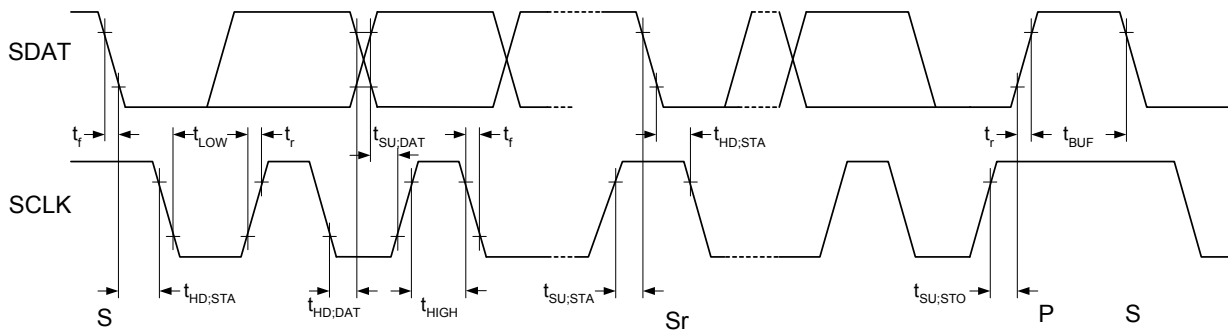 SDAT
t_f t_LOW t_r t_SU;DAT t_f t_HD;STA t_r t_BUF
SCLK
t_HD;STA t_HD;DAT t_HIGH t_SU;STA t_SU;STO
S Sr P S